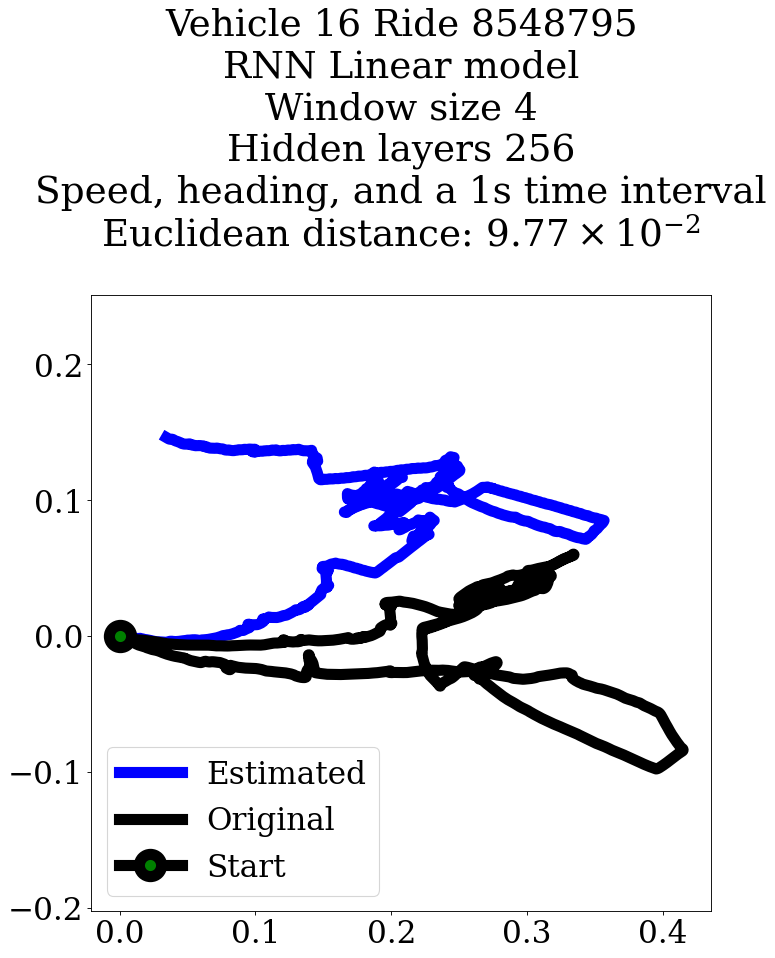 Vehicle 16 Ride 8548795
RNN Linear model
Window size 4
Hidden layers 256
Speed, heading, and a 1s time interval
Euclidean distance: 9.77 × 10⁻²
0.2
0.1
0.0
−0.1
−0.2
Estimated
Original
Start
0.0 0.1 0.2 0.3 0.4